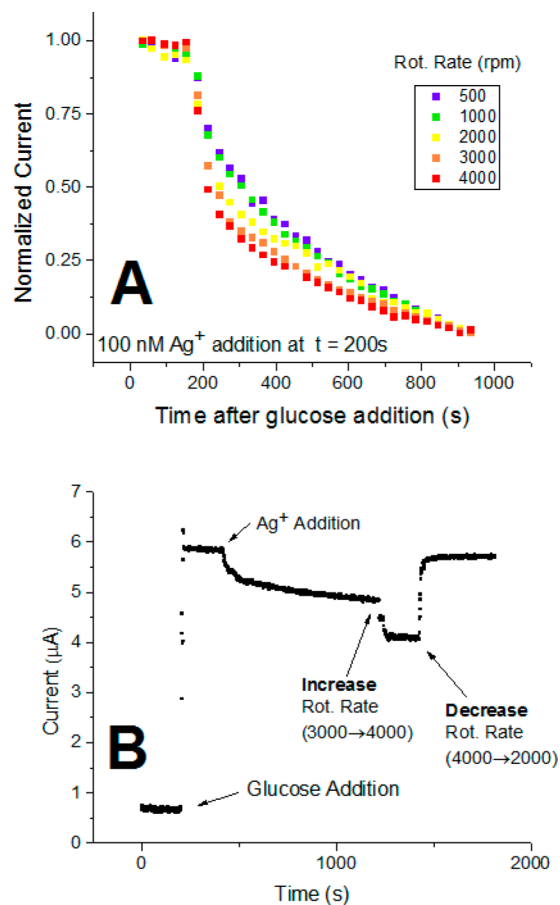 1.00
0.75
0.50
0.25
0.00
Normalized Current
Rot. Rate (rpm)
500
1000
2000
3000
4000
A
100 nM Ag⁺ addition at t = 200s
0 200 400 600 800 1000
Time after glucose addition (s)
7
6
5
4
3
2
1
0
Current (µA)
Ag⁺ Addition
Increase
Rot. Rate
(3000→4000)
Decrease
Rot. Rate
(4000→2000)
B
Glucose Addition
0 1000 2000
Time (s)